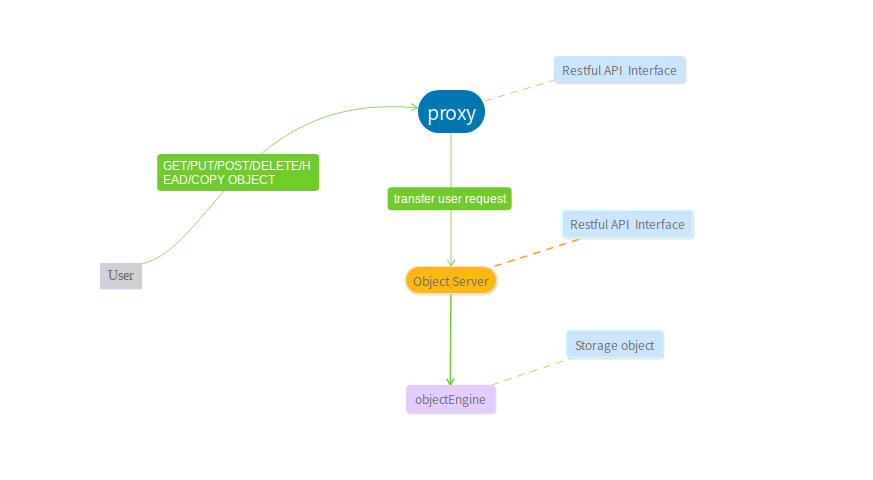 Restful API  Interface
proxy
GET/PUT/POST/DELETE/H
EAD/COPY OBJECT
transfer user request
Restful API  Interface
User
Object Server
Storage object
objectEngine